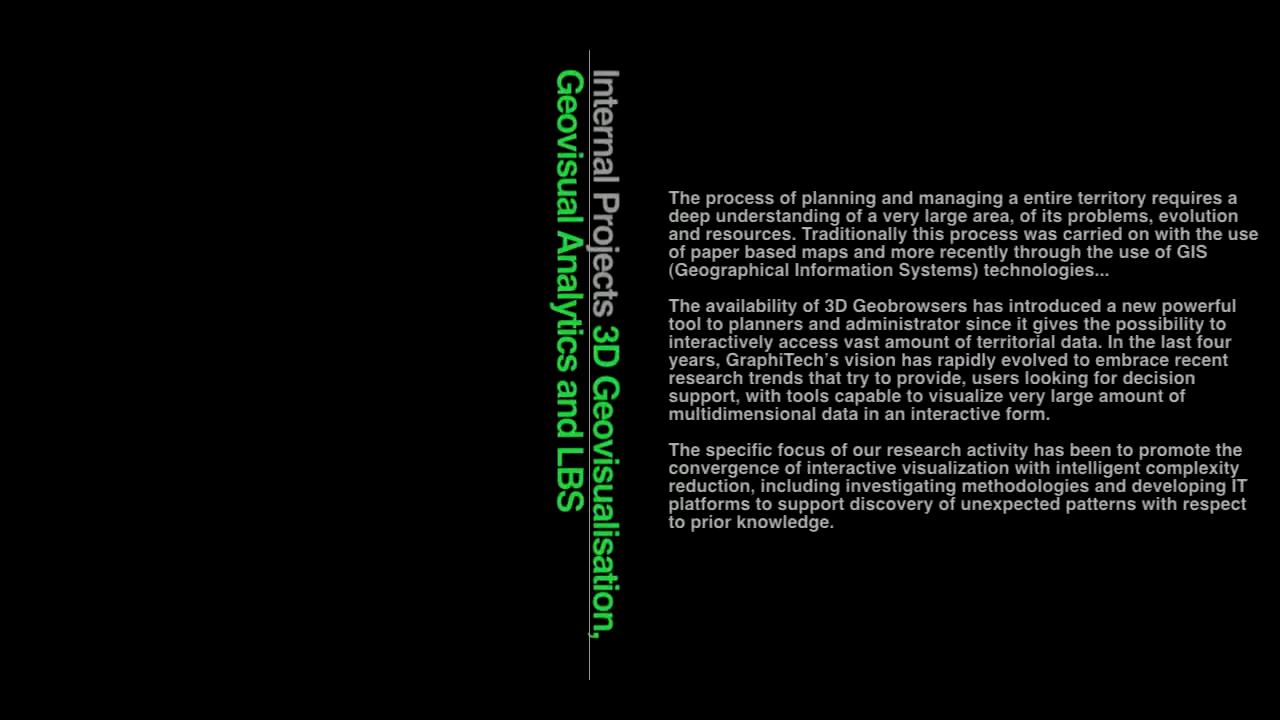 Internal Projects 3D Geovisualisation,
Geovisual Analytics and LBS
The process of planning and managing a entire territory requires a
deep understanding of a very large area, of its problems, evolution
and resources. Traditionally this process was carried on with the use
of paper based maps and more recently through the use of GIS
(Geographical Information Systems) technologies...
The availability of 3D Geobrowsers has introduced a new powerful
tool to planners and administrator since it gives the possibility to
interactively access vast amount of territorial data. In the last four
years, GraphiTech's vision has rapidly evolved to embrace recent
research trends that try to provide, users looking for decision
support, with tools capable to visualize very large amount of
multidimensional data in an interactive form.
The specific focus of our research activity has been to promote the
convergence of interactive visualization with intelligent complexity
reduction, including investigating methodologies and developing IT
platforms to support discovery of unexpected patterns with respect
to prior knowledge.